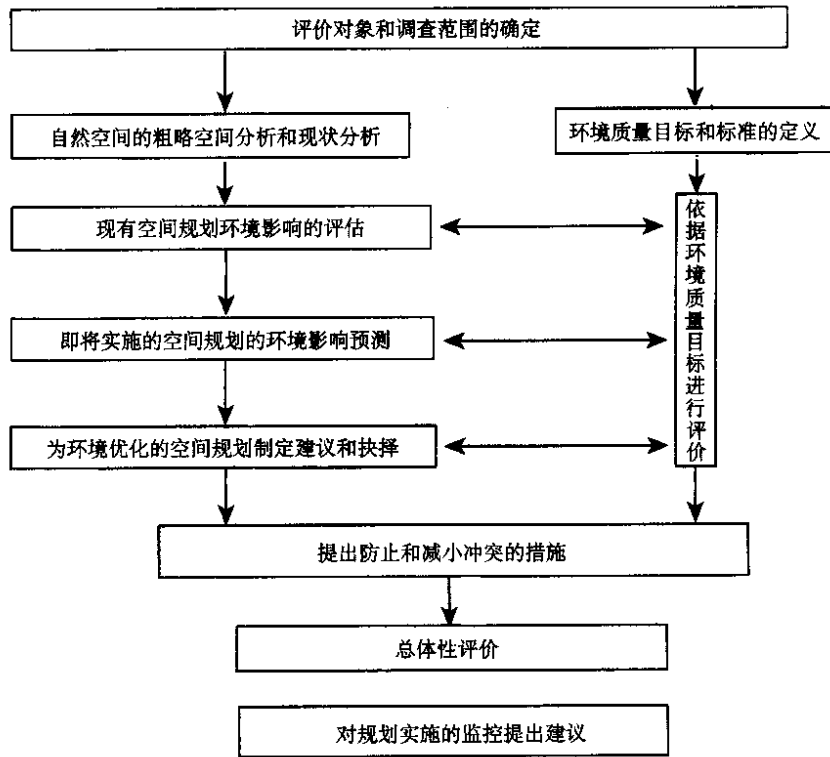 评价对象和调查范围的确定
自然空间的粗略空间分析和现状分析
环境质量目标和标准的定义
现有空间规划环境影响的评估
依据环境质量目标进行评价
即将实施的空间规划的环境影响预测
为环境优化的空间规划制定建议和抉择
提出防止和减小冲突的措施
总体性评价
对规划实施的监控提出建议